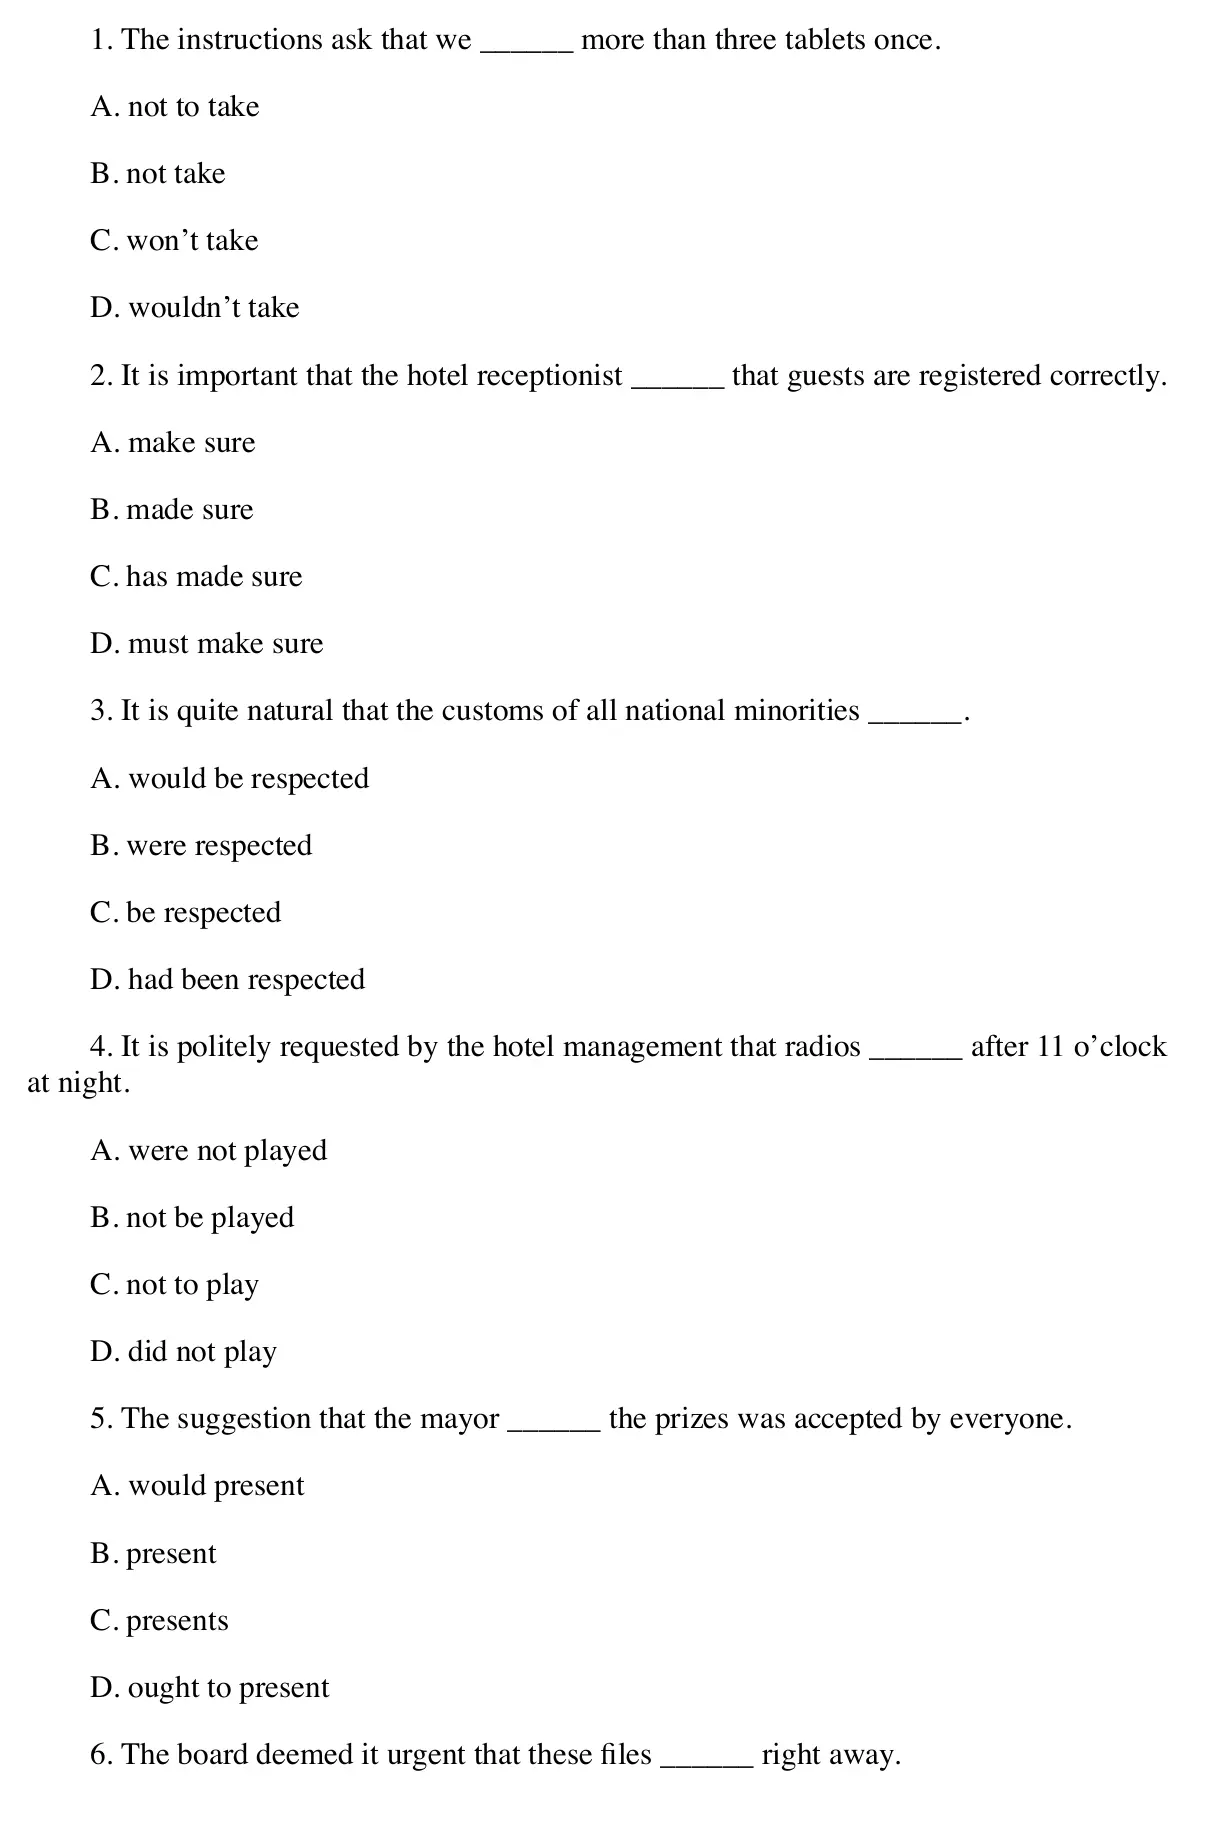 1. The instructions ask that we ______ more than three tablets once.
A. not to take
B. not take
C. won’t take
D. wouldn’t take
2. It is important that the hotel receptionist ______ that guests are registered correctly.
A. make sure
B. made sure
C. has made sure
D. must make sure
3. It is quite natural that the customs of all national minorities ______.
A. would be respected
B. were respected
C. be respected
D. had been respected
4. It is politely requested by the hotel management that radios ______ after 11 o’clock
at night.
A. were not played
B. not be played
C. not to play
D. did not play
5. The suggestion that the mayor ______ the prizes was accepted by everyone.
A. would present
B. present
C. presents
D. ought to present
6. The board deemed it urgent that these files ______ right away.